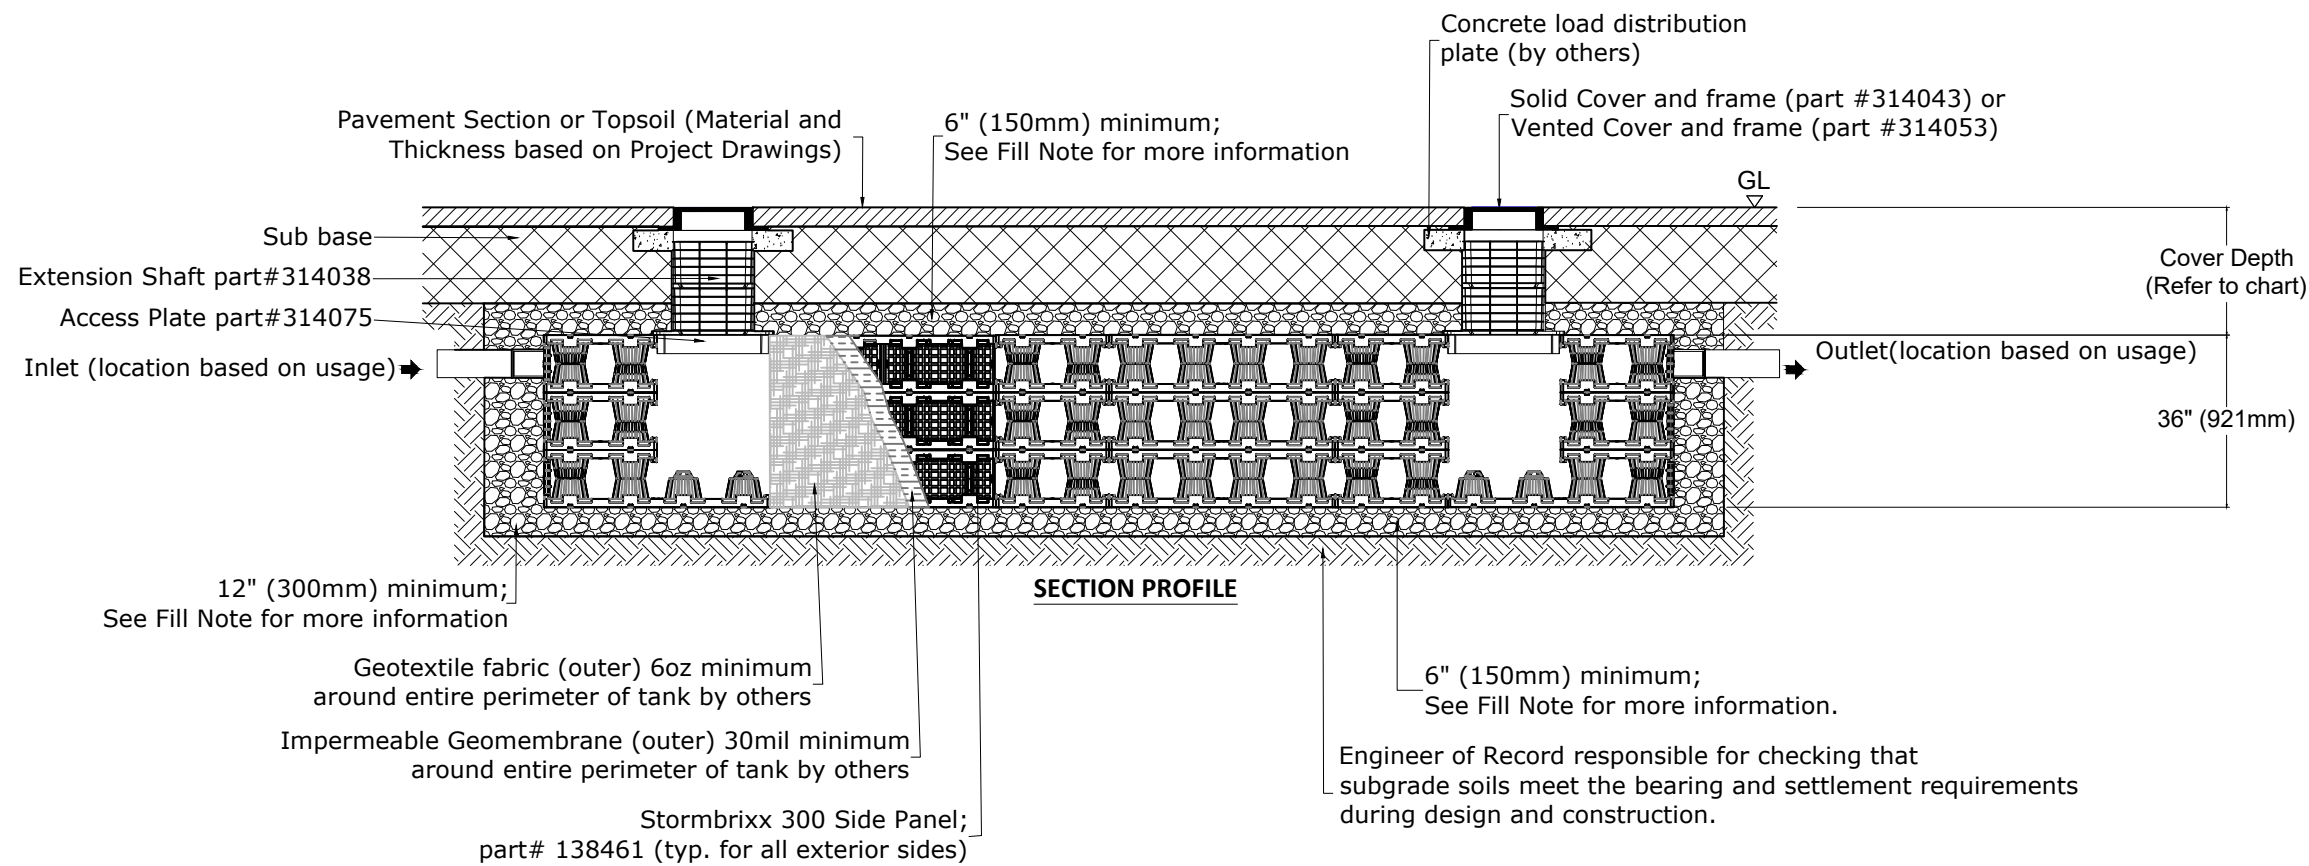 Concrete load distribution
plate (by others)
Solid Cover and frame (part #314043) or
Vented Cover and frame (part #314053)
Pavement Section or Topsoil (Material and
Thickness based on Project Drawings)
6" (150mm) minimum;
See Fill Note for more information
GL
Sub base
Extension Shaft part#314038
Access Plate part#314075
Inlet (location based on usage)
Cover Depth
(Refer to chart)
Outlet(location based on usage)
36" (921mm)
12" (300mm) minimum;
See Fill Note for more information
SECTION PROFILE
Geotextile fabric (outer) 6oz minimum
around entire perimeter of tank by others
6" (150mm) minimum;
See Fill Note for more information.
Impermeable Geomembrane (outer) 30mil minimum
around entire perimeter of tank by others
Engineer of Record responsible for checking that
subgrade soils meet the bearing and settlement requirements
during design and construction.
Stormbrixx 300 Side Panel;
part# 138461 (typ. for all exterior sides)